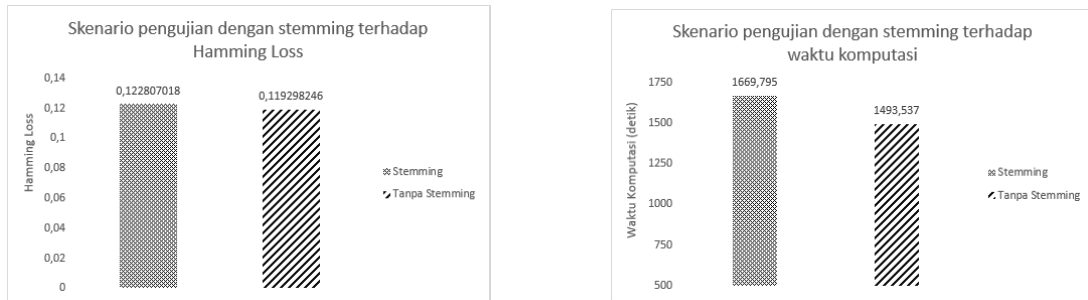 Skenario pengujian dengan stemming terhadap
Hamming Loss
0,14
0,12
0,1
0,08
0,06
0,04
0,02
0
Hamming Loss
0,122807018
0,119298246
Stemming
Tanpa Stemming
Skenario pengujian dengan stemming terhadap
waktu komputasi
1750
1500
1250
1000
750
500
Waktu Komputasi (detik)
1669,795
1493,537
Stemming
Tanpa Stemming